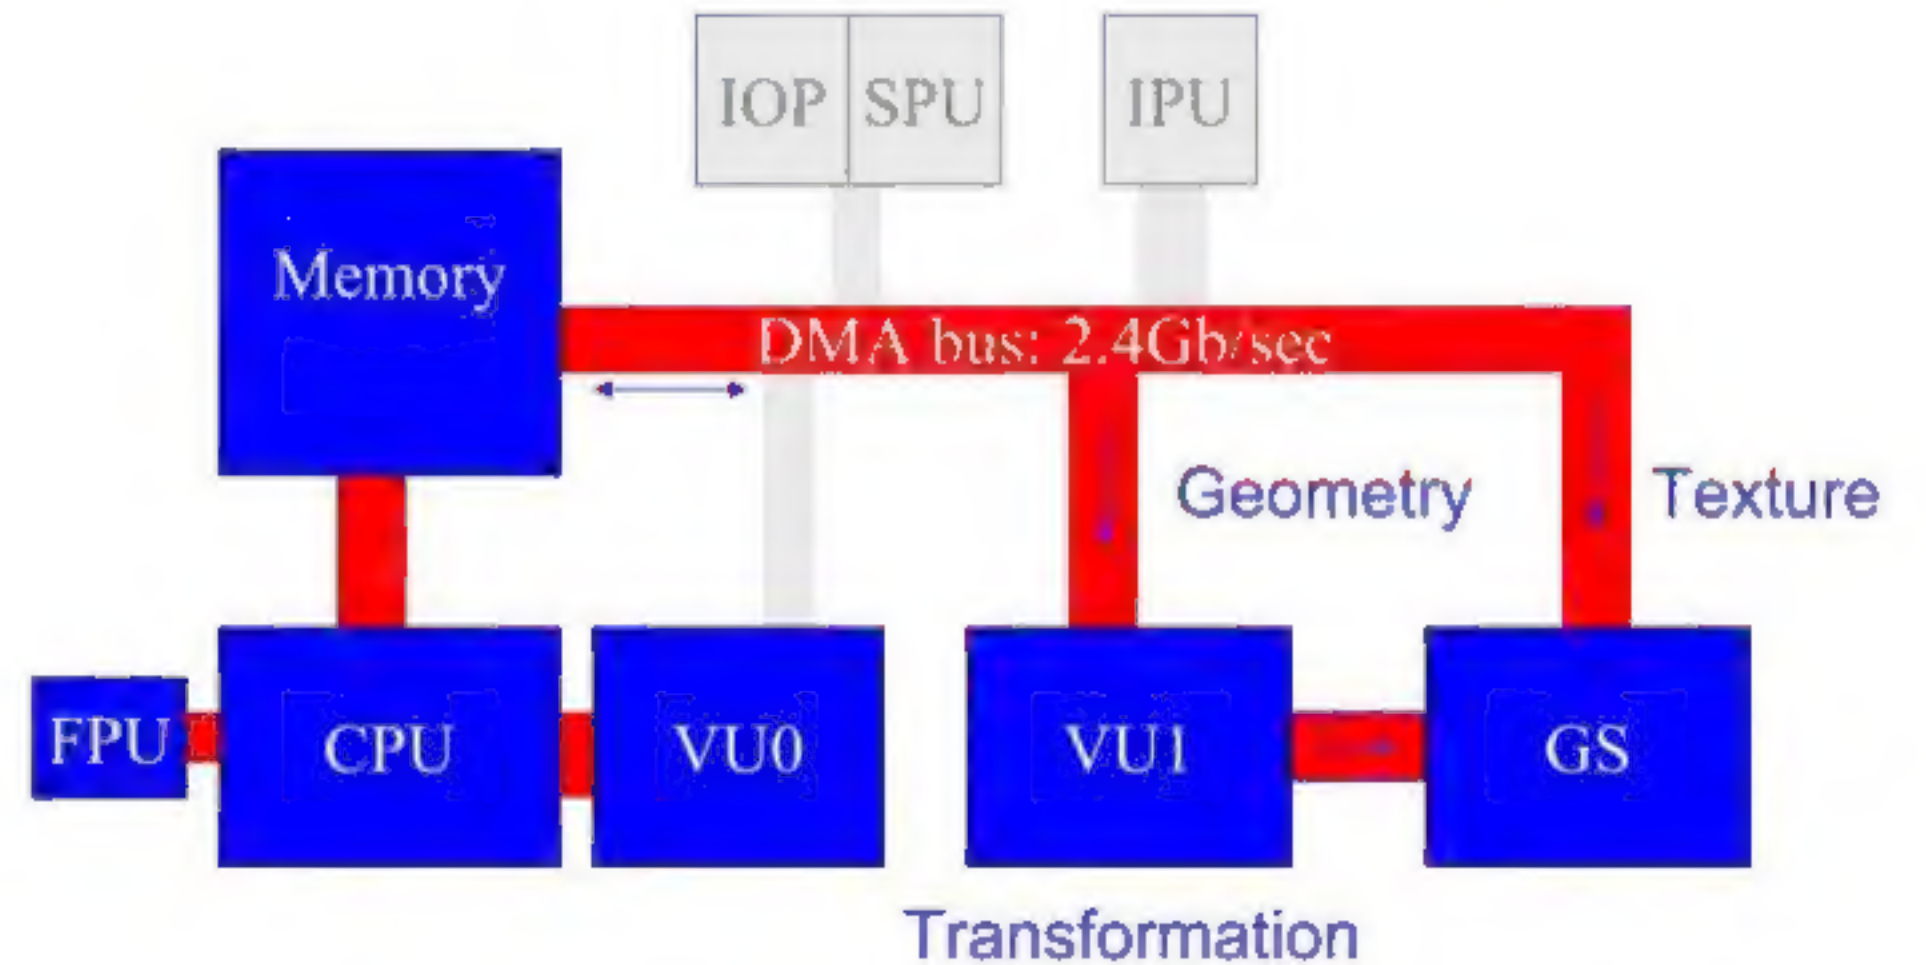 IOP SPU IPU
Memory
DMA bus: 2.4Gb/sec
Geometry Texture
FPU CPU VU0 VU1 GS
Transformation